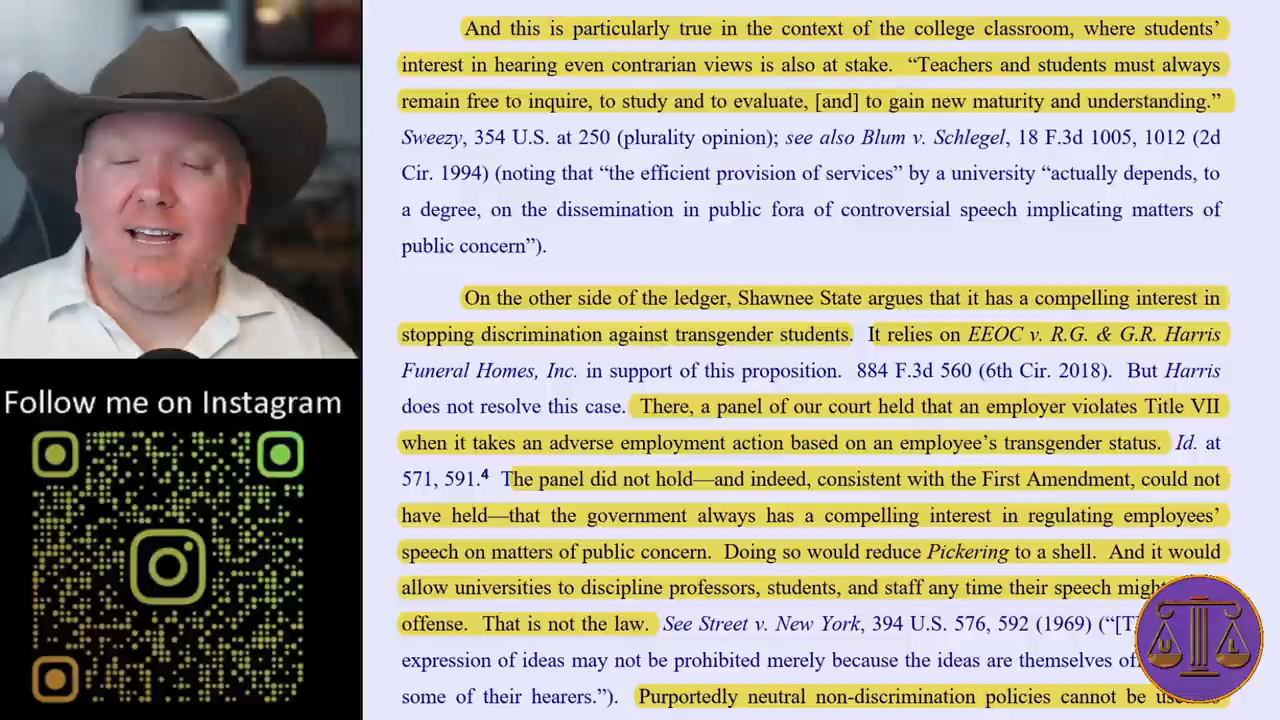 And this is particularly true in the context of the college classroom, where students’
interest in hearing even contrarian views is also at stake. “Teachers and students must always
remain free to inquire, to study and to evaluate, [and] to gain new maturity and understanding.”
Sweezy, 354 U.S. at 250 (plurality opinion); see also Blum v. Schlegel, 18 F.3d 1005, 1012 (2d
Cir. 1994) (noting that “the efficient provision of services” by a university “actually depends, to
a degree, on the dissemination in public fora of controversial speech implicating matters of
public concern”).
On the other side of the ledger, Shawnee State argues that it has a compelling interest in
stopping discrimination against transgender students. It relies on EEOC v. R.G. & G.R. Harris
Funeral Homes, Inc. in support of this proposition. 884 F.3d 560 (6th Cir. 2018). But Harris
does not resolve this case. There, a panel of our court held that an employer violates Title VII
when it takes an adverse employment action based on an employee’s transgender status. Id. at
571, 591.4 The panel did not hold—and indeed, consistent with the First Amendment, could not
have held—that the government always has a compelling interest in regulating employees’
speech on matters of public concern. Doing so would reduce Pickering to a shell. And it would
allow universities to discipline professors, students, and staff any time their speech might
offense. That is not the law. See Street v. New York, 394 U.S. 576, 592 (1969) (“[T
expression of ideas may not be prohibited merely because the ideas are themselves
some of their hearers.”). Purportedly neutral non-discrimination policies cannot be
Follow me on Instagram
U L